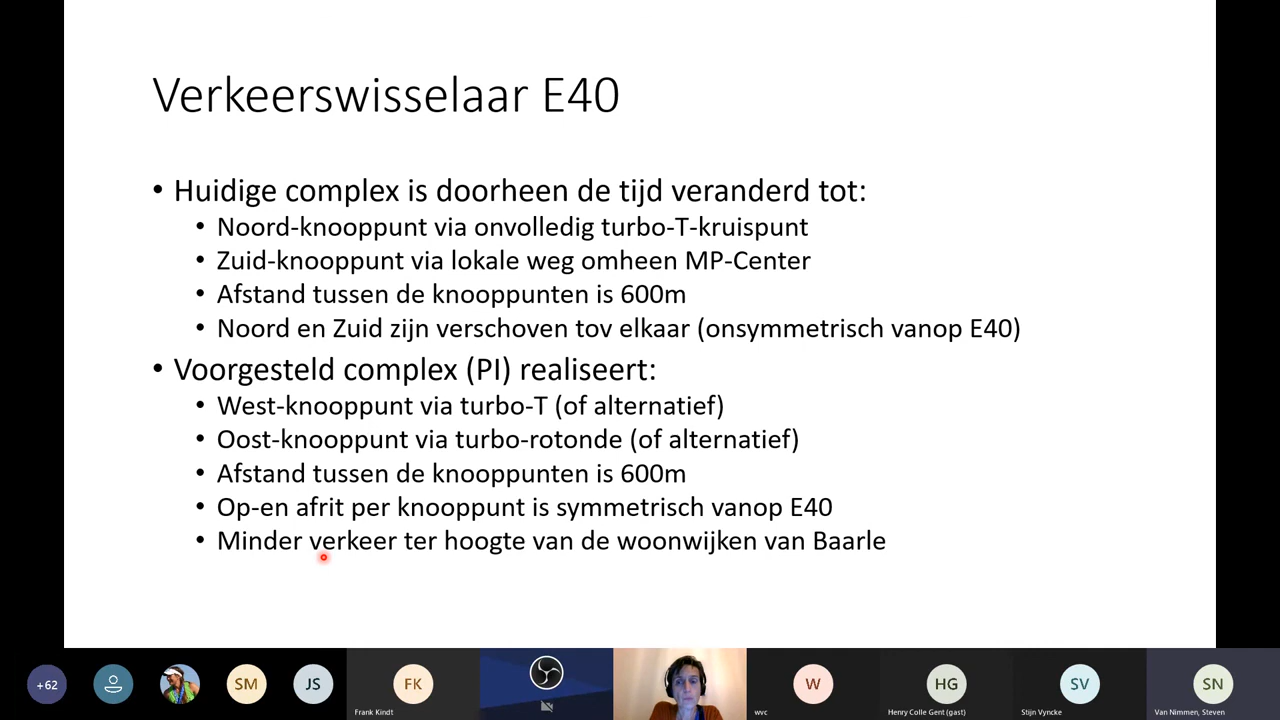 Verkeerswisselaar E40
• Huidige complex is doorheen de tijd veranderd tot:
• Noord-knooppunt via onvolledig turbo-T-kruispunt
• Zuid-knooppunt via lokale weg omheen MP-Center
• Afstand tussen de knooppunten is 600m
• Noord en Zuid zijn verschoven tov elkaar (onsymmetrisch vanop E40)
• Voorgesteld complex (PI) realiseert:
• West-knooppunt via turbo-T (of alternatief)
• Oost-knooppunt via turbo-rotonde (of alternatief)
• Afstand tussen de knooppunten is 600m
• Op-en afrit per knooppunt is symmetrisch vanop E40
• Minder verkeer ter hoogte van de woonwijken van Baarle
+62 SM JS FK W HG SV SN
Frank Kindt wvc Henry Colle Gent (gast) Stijn Vyncke Van Nimmen, Steven